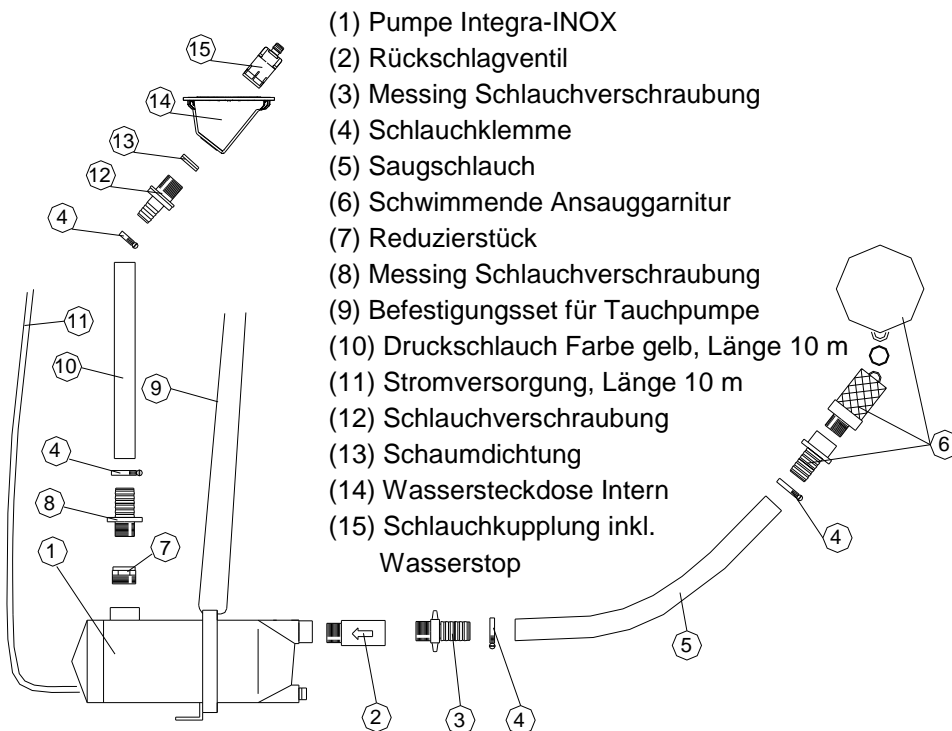 (1) Pumpe Integra-INOX
(2) Rückschlagventil
(3) Messing Schlauchverschraubung
(4) Schlauchklemme
(5) Saugschlauch
(6) Schwimmende Ansauggarnitur
(7) Reduzierstück
(8) Messing Schlauchverschraubung
(9) Befestigungsset für Tauchpumpe
(10) Druckschlauch Farbe gelb, Länge 10 m
(11) Stromversorgung, Länge 10 m
(12) Schlauchverschraubung
(13) Schaumdichtung
(14) Wassersteckdose Intern
(15) Schlauchkupplung inkl.
Wasserstop
15
14
13
12
4
11
10
9
4
8
7
1
2
3
4
5
4
6